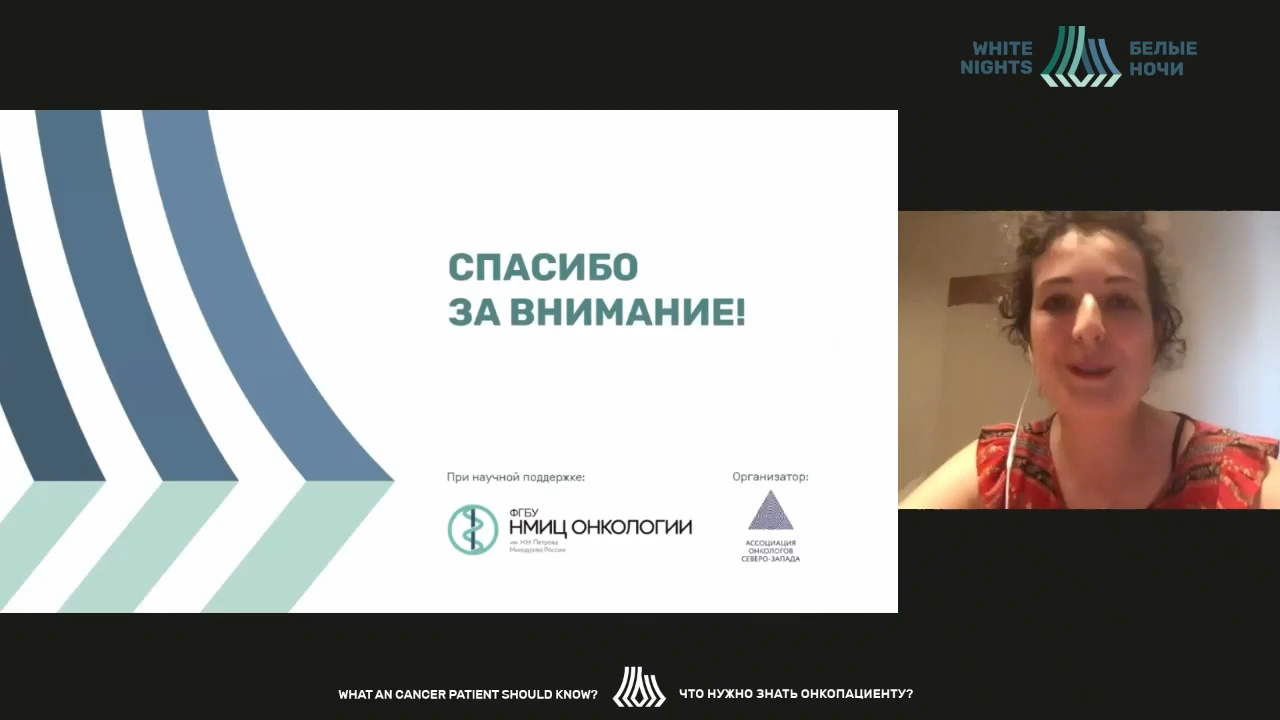 WHITE
NIGHTS
БЕЛЫЕ
НОЧИ
СПАСИБО
ЗА ВНИМАНИЕ!
При научной поддержке:
ФГБУ
НМИЦ ОНКОЛОГИИ
им. Н.Н. Петрова
Минздрава России
Организатор:
АССОЦИАЦИЯ
ОНКОЛОГОВ
СЕВЕРО-ЗАПАДА
WHAT AN CANCER PATIENT SHOULD KNOW?
ЧТО НУЖНО ЗНАТЬ ОНКОПАЦИЕНТУ?